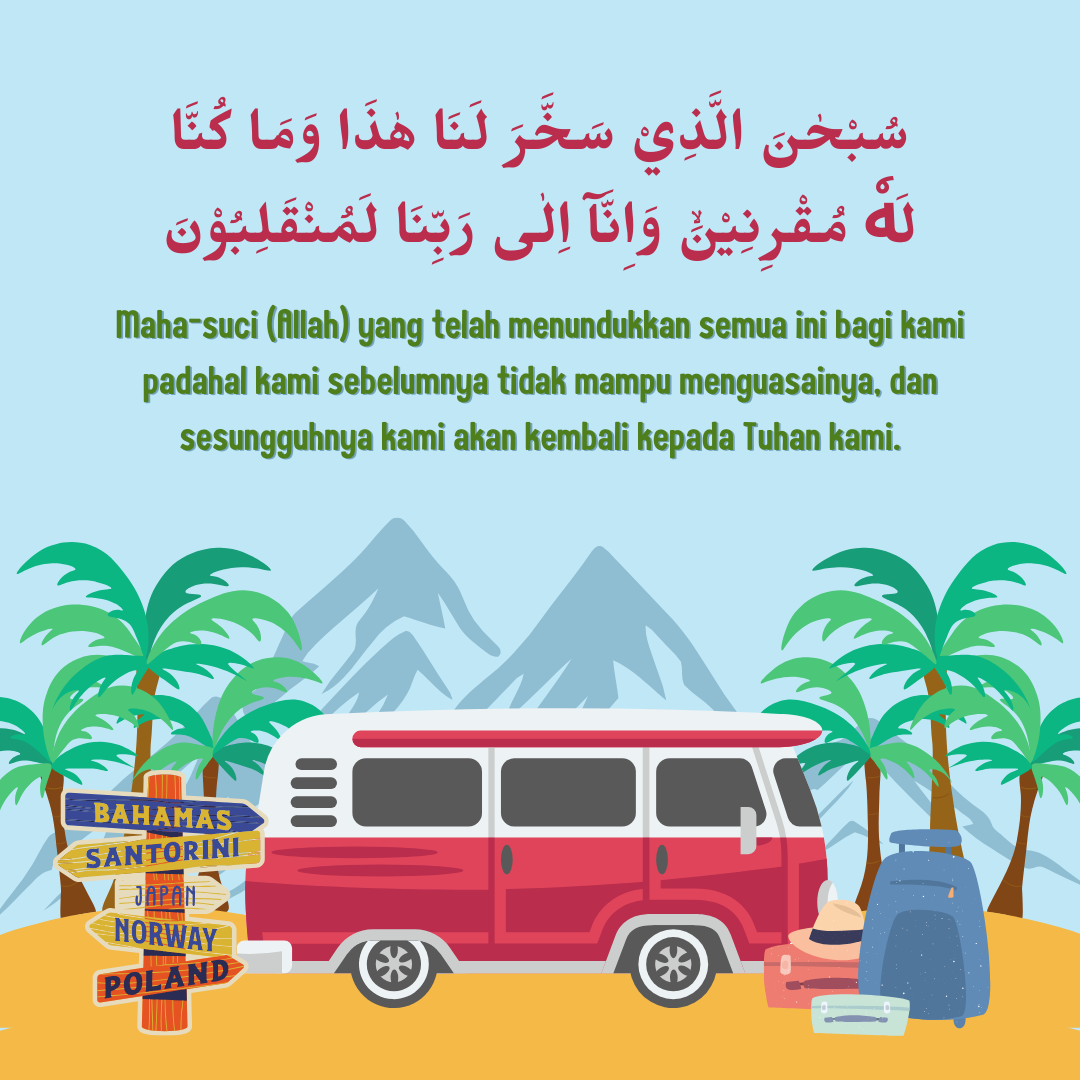 سُبْحٰنَ الَّذِيْ سَخَّرَ لَنَا هٰذَا وَمَا كُنَّا
لَهٗ مُقْرِنِيْنَۙ وَاِنَّآ اِلٰى رَبِّنَا لَمُنْقَلِبُوْنَ
Maha-suci (Allah) yang telah menundukkan semua ini bagi kami
padahal kami sebelumnya tidak mampu menguasainya, dan
sesungguhnya kami akan kembali kepada Tuhan kami.
BAHAMAS
SANTORINI
JAPAN
NORWAY
POLAND